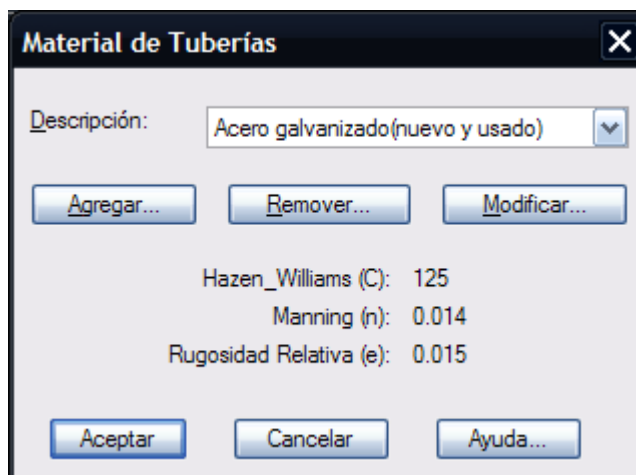 Material de Tuberías
Descripción: Acero galvanizado(nuevo y usado)
Agregar... Remover... Modificar...
Hazen_Williams (C): 125
Manning (n): 0.014
Rugosidad Relativa (e): 0.015
Aceptar Cancelar Ayuda...